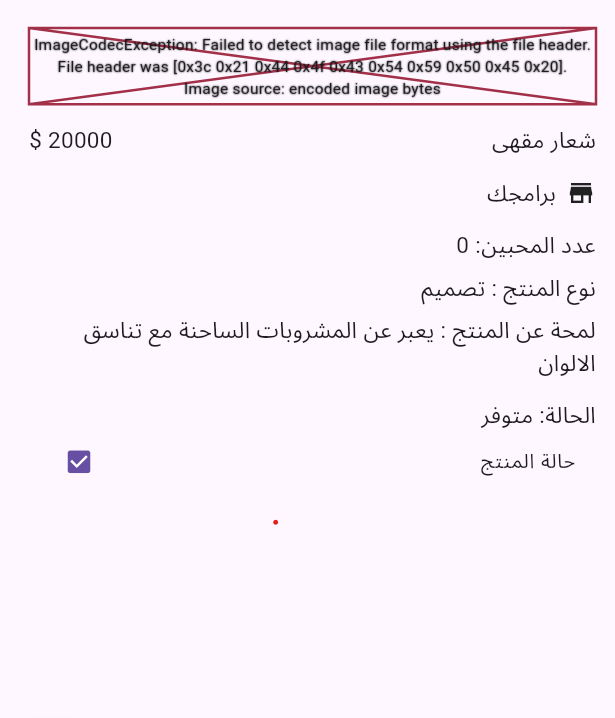 ImageCodecException: Failed to detect image file format using the file header.
File header was [0x3c 0x21 0x44 0x4f 0x43 0x54 0x59 0x50 0x45 0x20].
Image source: encoded image bytes
شعار مقهى
20000 $
برامجك
عدد المحبين: 0
نوع المنتج : تصميم
لمحة عن المنتج : يعبر عن المشروبات الساحنة مع تناسق
الالوان
الحالة: متوفر
حالة المنتج